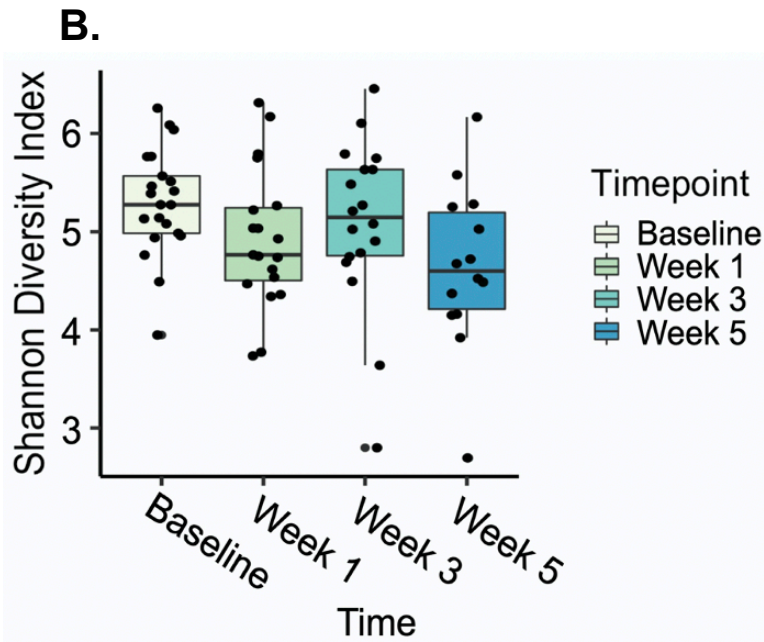 B.
Shannon Diversity Index
6
5
4
3
Baseline
Week 1
Week 3
Week 5
Time
Timepoint
Baseline
Week 1
Week 3
Week 5